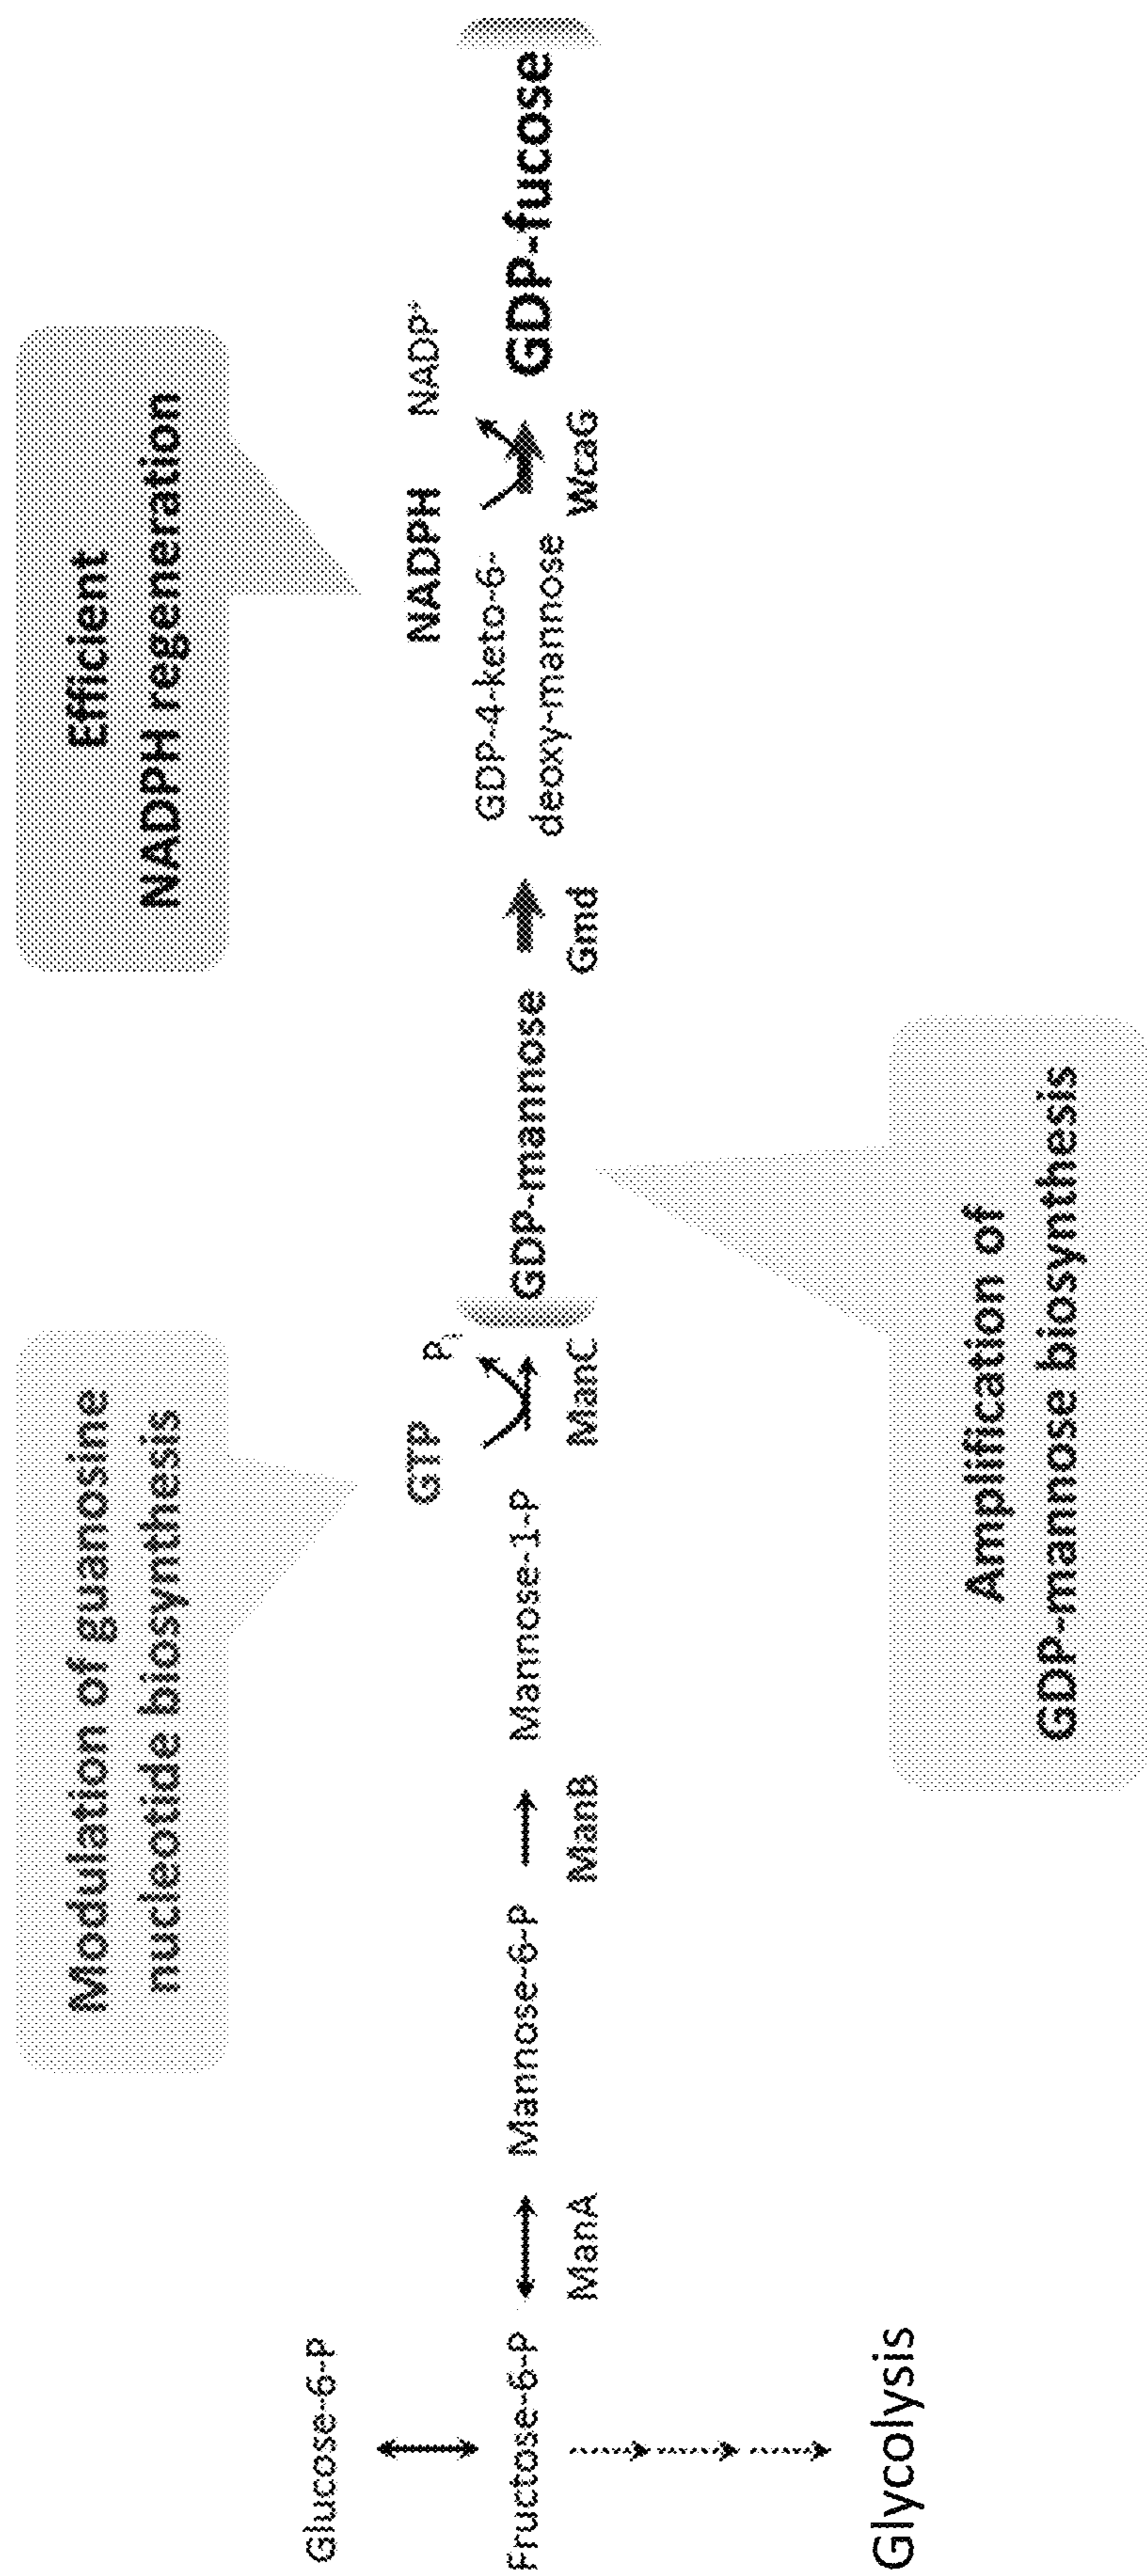 Modulation of guanosine
nucleotide biosynthesis
Efficient
NADPH regeneration
Glucose-6-P
GTP
Pi
NADPH
NADP+
Fructose-6-P
Mannose-6-P
Mannose-1-P
GDP-mannose
GDP-4-keto-6-
deoxy-mannose
GDP-fucose
ManA
ManB
ManC
Gmd
WcaG
Glycolysis
Amplification of
GDP-mannose biosynthesis